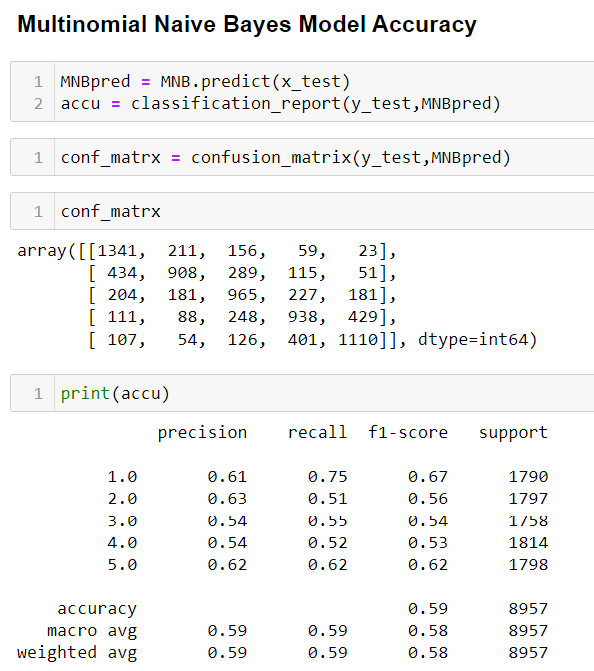 Multinomial Naive Bayes Model Accuracy
1 MNBpred = MNB.predict(x_test)
2 accu = classification_report(y_test,MNBpred)
1 conf_matrx = confusion_matrix(y_test,MNBpred)
1 conf_matrx
array([[1341, 211, 156, 59, 23],
[ 434, 908, 289, 115, 51],
[ 204, 181, 965, 227, 181],
[ 111, 88, 248, 938, 429],
[ 107, 54, 126, 401, 1110]], dtype=int64)
1 print(accu)
precision recall f1-score support
1.0 0.61 0.75 0.67 1790
2.0 0.63 0.51 0.56 1797
3.0 0.54 0.55 0.54 1758
4.0 0.54 0.52 0.53 1814
5.0 0.62 0.62 0.62 1798
accuracy 0.59 8957
macro avg 0.59 0.59 0.58 8957
weighted avg 0.59 0.59 0.58 8957